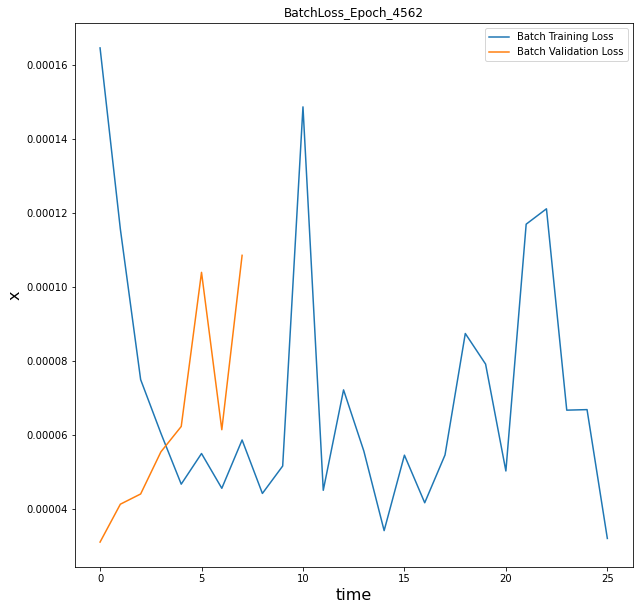 BatchLoss_Epoch_4562
Batch Training Loss
Batch Validation Loss
0.00016
0.00014
0.00012
0.00010
0.00008
0.00006
0.00004
x
0 5 10 15 20 25
time